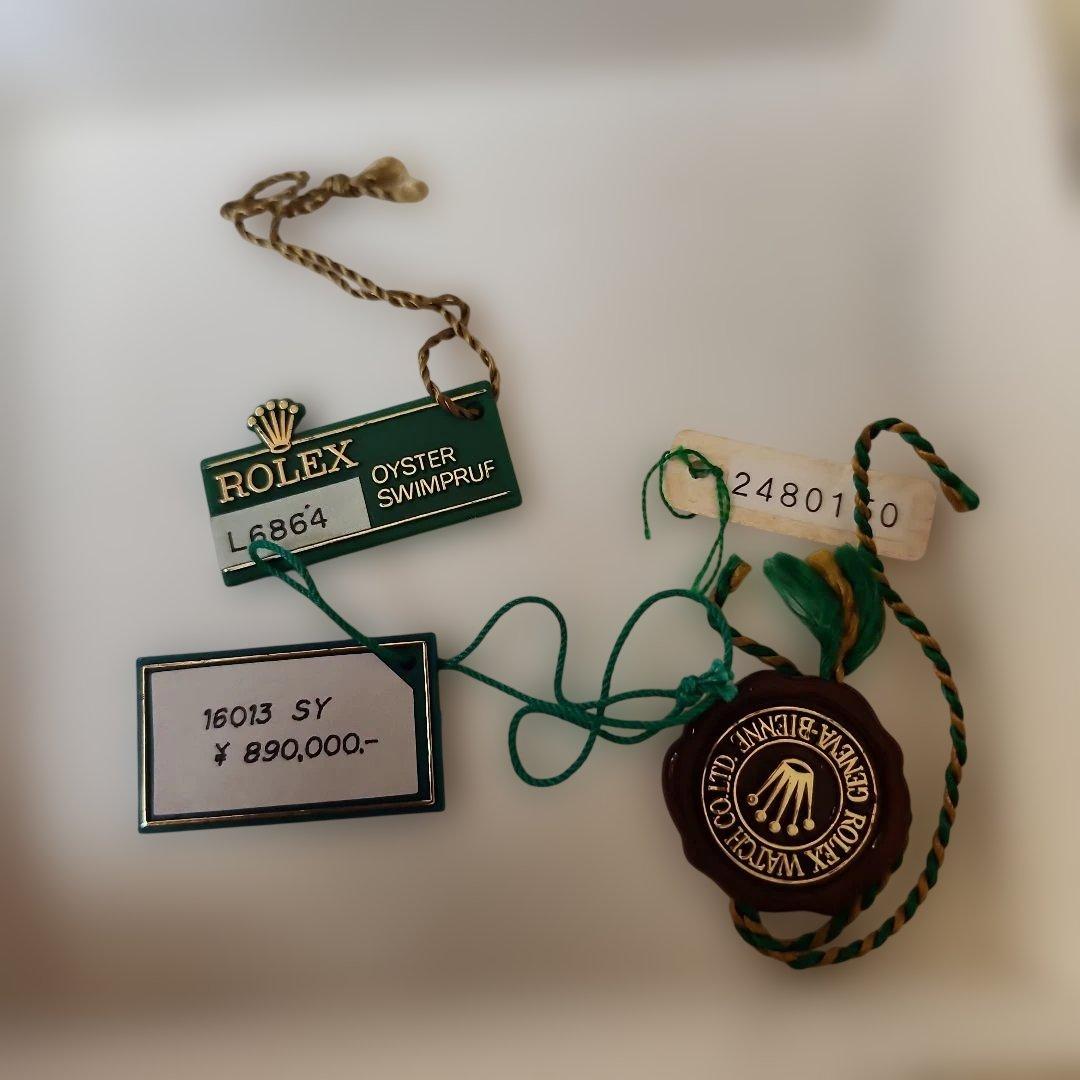 ROLEX
OYSTER
SWIMPRUF
L6864
16013 SY
¥ 890,000.-
ROLEX WATCH CO. LTD. GENEVA-BIENNE